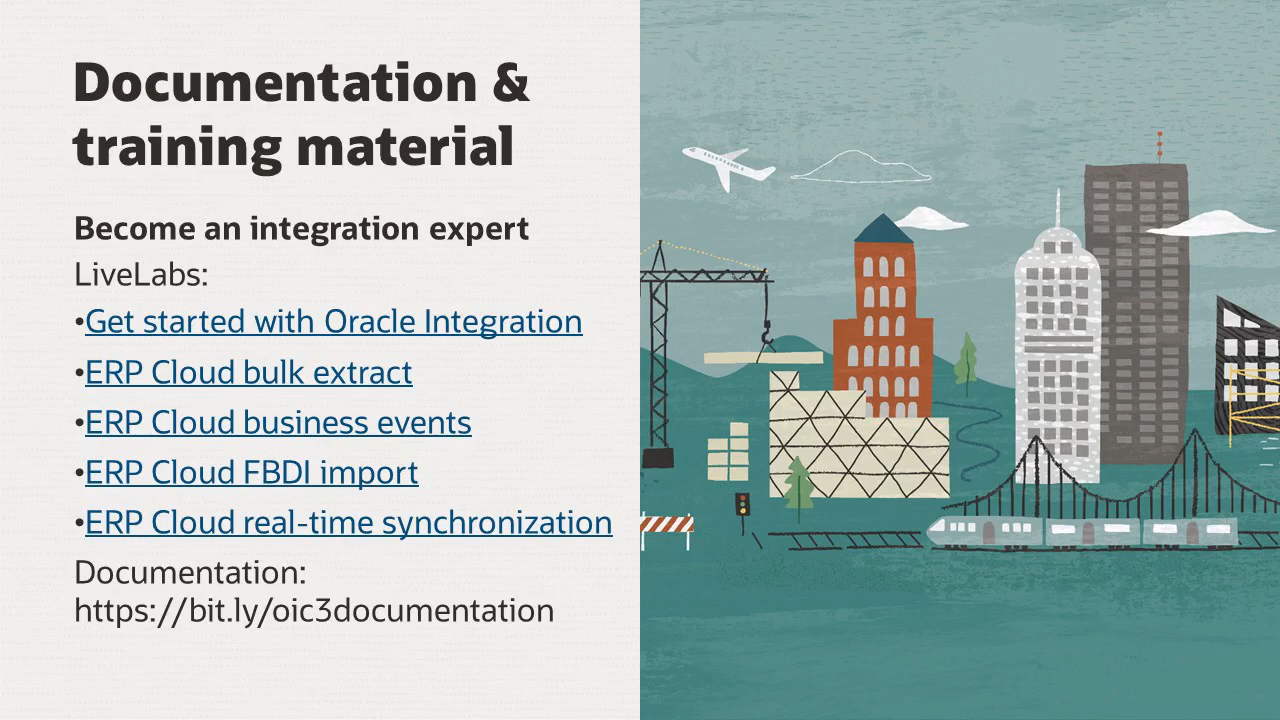 Documentation &
training material
Become an integration expert
LiveLabs:
•Get started with Oracle Integration
•ERP Cloud bulk extract
•ERP Cloud business events
•ERP Cloud FBDI import
•ERP Cloud real-time synchronization
Documentation:
https://bit.ly/oic3documentation